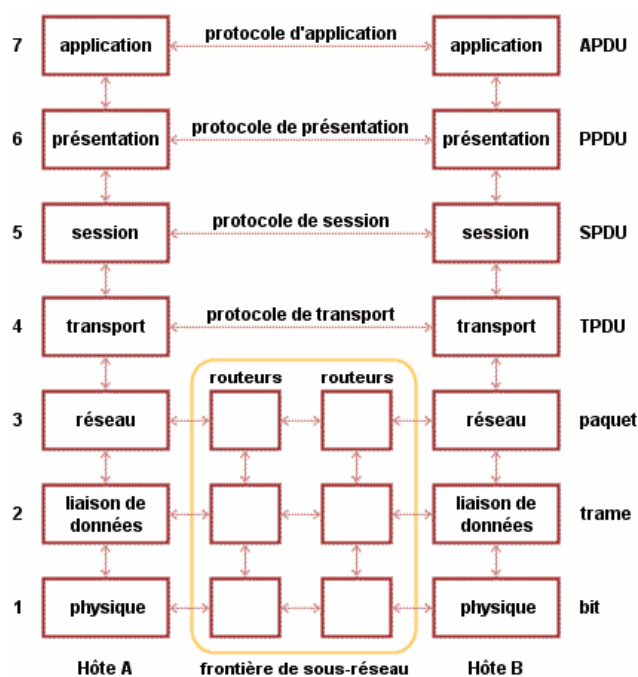 7 application protocole d'application application APDU
6 présentation protocole de présentation présentation PPDU
5 session protocole de session session SPDU
4 transport protocole de transport transport TPDU
routeurs routeurs
3 réseau réseau paquet
2 liaison de données liaison de données trame
1 physique physique bit
Hôte A frontière de sous-réseau Hôte B